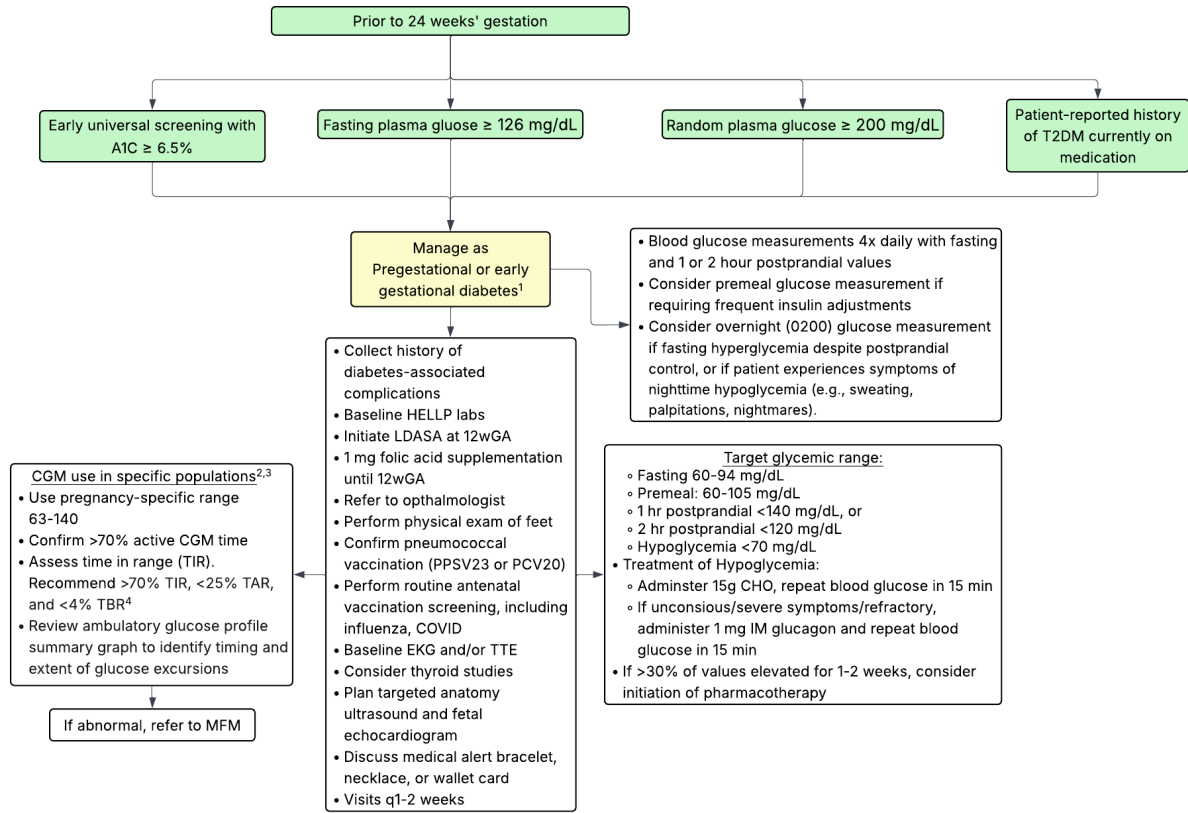 Prior to 24 weeks' gestation
Early universal screening with
A1C ≥ 6.5%
Fasting plasma gluose ≥ 126 mg/dL
Random plasma glucose ≥ 200 mg/dL
Patient-reported history
of T2DM currently on
medication
Manage as
Pregestational or early
gestational diabetes¹
• Blood glucose measurements 4x daily with fasting
and 1 or 2 hour postprandial values
• Consider premeal glucose measurement if
requiring frequent insulin adjustments
• Consider overnight (0200) glucose measurement
if fasting hyperglycemia despite postprandial
control, or if patient experiences symptoms of
nighttime hypoglycemia (e.g., sweating,
palpitations, nightmares).
• Collect history of
diabetes-associated
complications
• Baseline HELLP labs
• Initiate LDASA at 12wGA
• 1 mg folic acid supplementation
until 12wGA
• Refer to opthalmologist
• Perform physical exam of feet
• Confirm pneumococcal
vaccination (PPSV23 or PCV20)
• Perform routine antenatal
vaccination screening, including
influenza, COVID
• Baseline EKG and/or TTE
• Consider thyroid studies
• Plan targeted anatomy
ultrasound and fetal
echocardiogram
• Discuss medical alert bracelet,
necklace, or wallet card
• Visits q1-2 weeks
CGM use in specific populations²,³
• Use pregnancy-specific range
63-140
• Confirm >70% active CGM time
• Assess time in range (TIR).
Recommend >70% TIR, <25% TAR,
and <4% TBR⁴
• Review ambulatory glucose profile
summary graph to identify timing and
extent of glucose excursions
If abnormal, refer to MFM
Target glycemic range:
∘ Fasting 60-94 mg/dL
∘ Premeal: 60-105 mg/dL
∘ 1 hr postprandial <140 mg/dL, or
∘ 2 hr postprandial <120 mg/dL
∘ Hypoglycemia <70 mg/dL
• Treatment of Hypoglycemia:
∘ Adminster 15g CHO, repeat blood glucose in 15 min
∘ If unconsious/severe symptoms/refractory,
administer 1 mg IM glucagon and repeat blood
glucose in 15 min
• If >30% of values elevated for 1-2 weeks, consider
initiation of pharmacotherapy